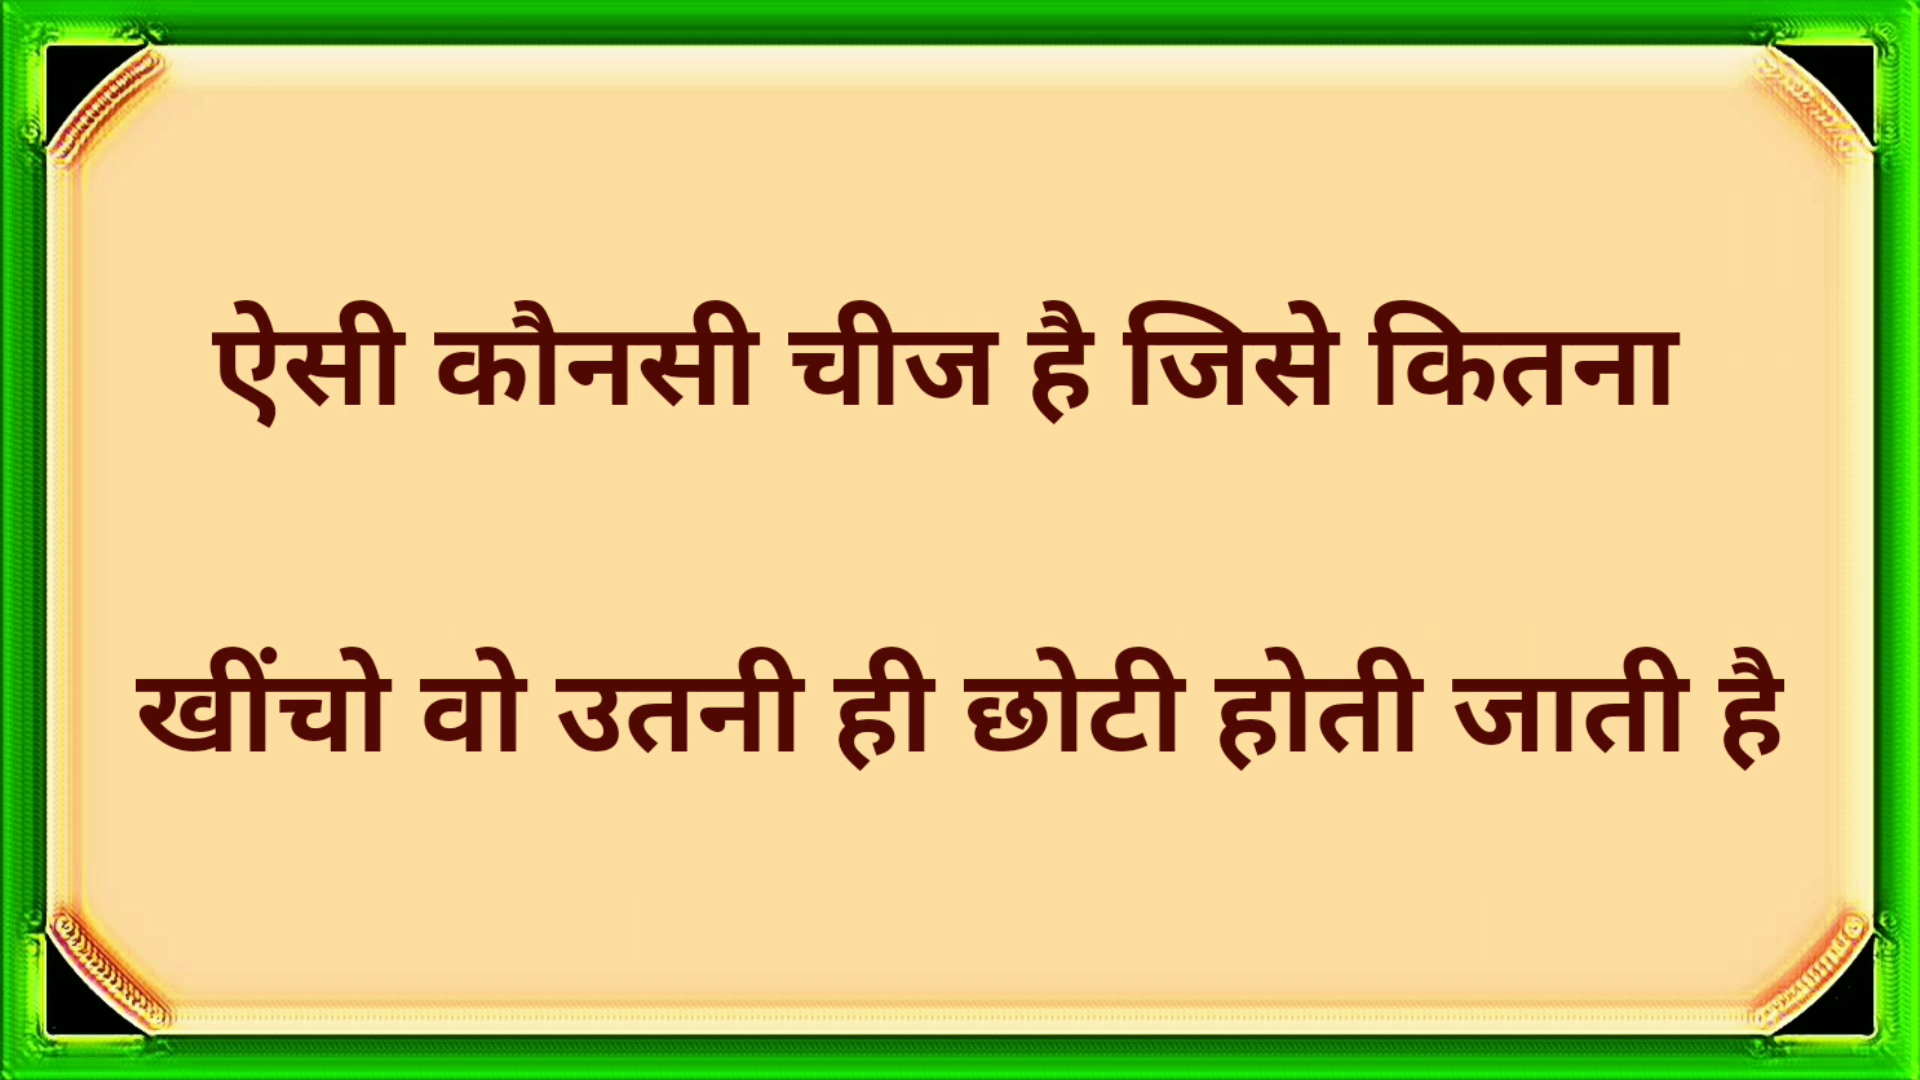 ऐसी कौनसी चीज है जिसे कितना
खींचो वो उतनी ही छोटी होती जाती है